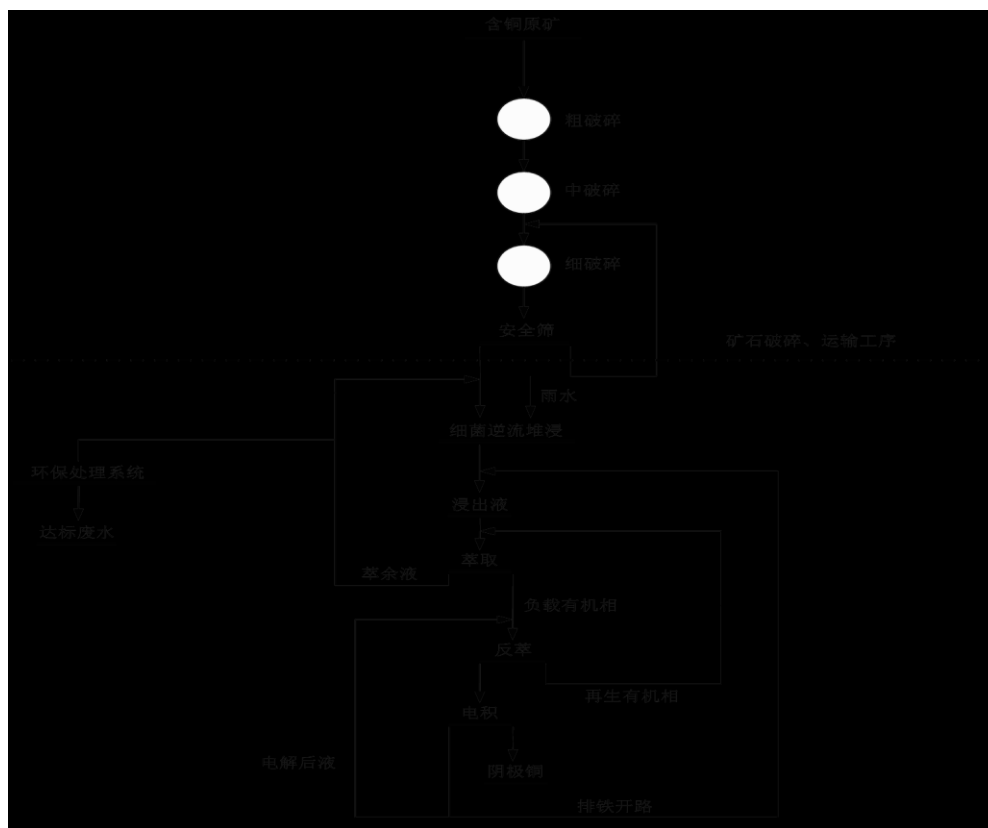 含铜原矿
粗破碎
中破碎
细破碎
安全筛
矿石破碎、运输工序
雨水
细菌逆流堆浸
环保处理系统
浸出液
达标废水
萃取
萃余液
负载有机相
反萃
再生有机相
电积
电解后液
阴极铜
排铁开路